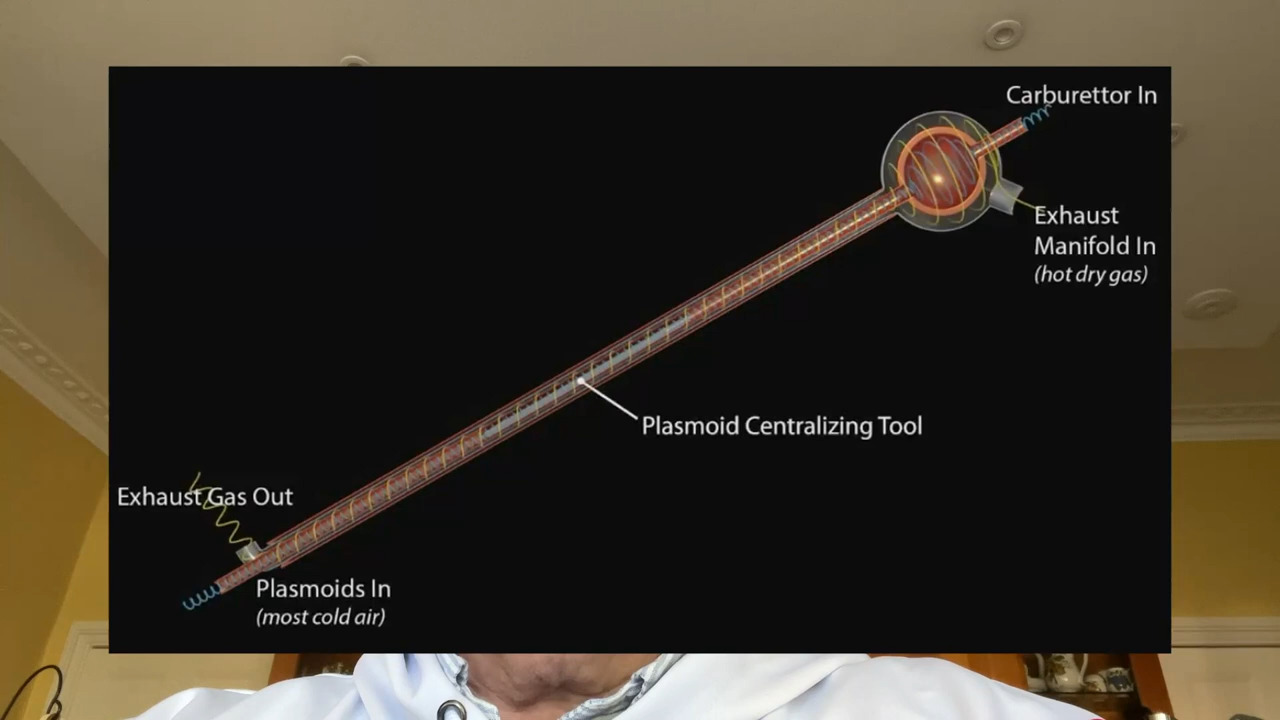 Carburettor In
Exhaust
Manifold In
(hot dry gas)
Plasmoid Centralizing Tool
Exhaust Gas Out
Plasmoids In
(most cold air)